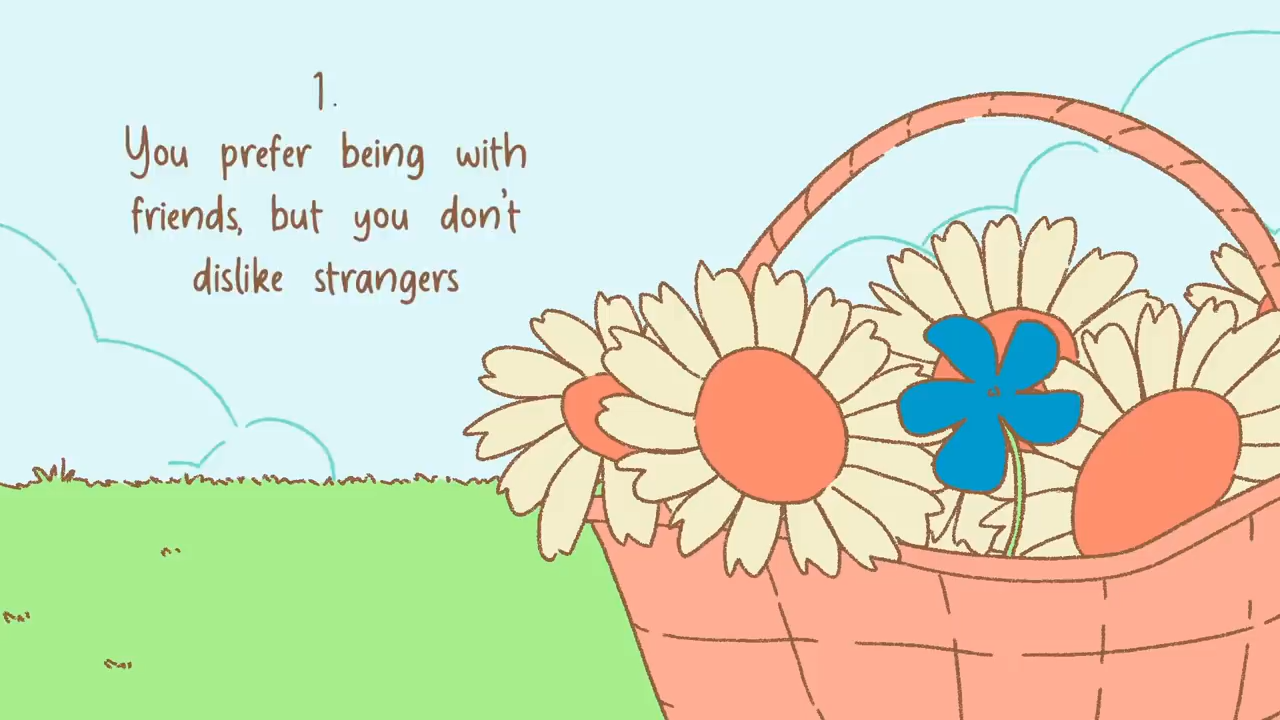 1.
You prefer being with
friends, but you don't
dislike strangers